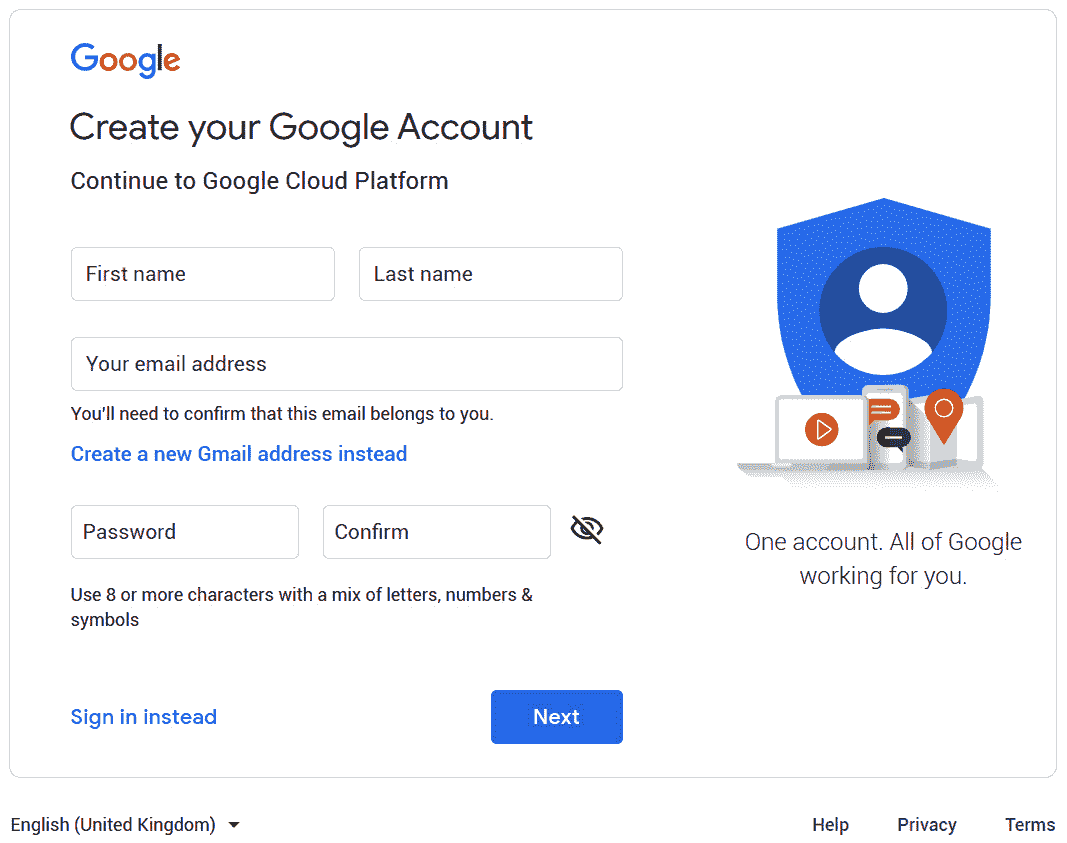 Google
Create your Google Account
Continue to Google Cloud Platform
First name
Last name
Your email address
You'll need to confirm that this email belongs to you.
Create a new Gmail address instead
Password
Confirm
Use 8 or more characters with a mix of letters, numbers &
symbols
Sign in instead
Next
One account. All of Google
working for you.
English (United Kingdom)
Help
Privacy
Terms